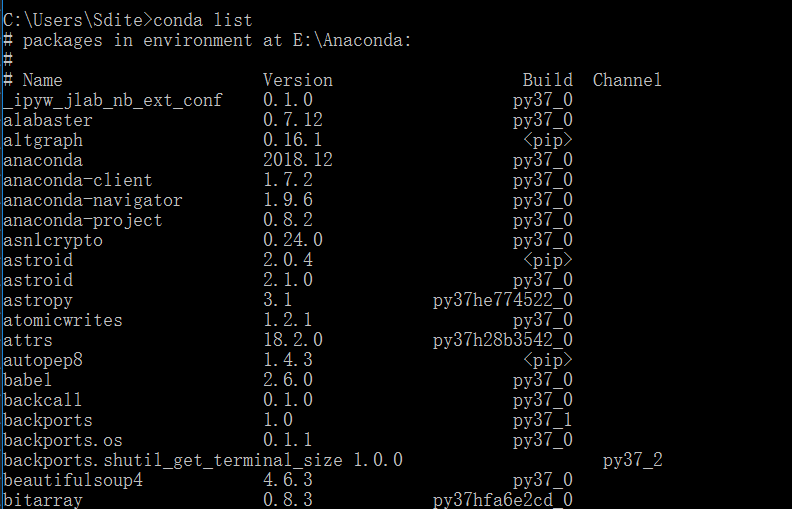 C:\Users\Sdite>conda list
# packages in environment at E:\Anaconda:
#
# Name                    Version                   Build  Channel
_ipyw_jlab_nb_ext_conf    0.1.0                    py37_0
alabaster                 0.7.12                   py37_0
altgraph                  0.16.1                    <pip>
anaconda                  2018.12                  py37_0
anaconda-client           1.7.2                    py37_0
anaconda-navigator        1.9.6                    py37_0
anaconda-project          0.8.2                    py37_0
asn1crypto                0.24.0                   py37_0
astroid                   2.0.4                     <pip>
astroid                   2.1.0                    py37_0
astropy                   3.1              py37he774522_0
atomicwrites              1.2.1                    py37_0
attrs                     18.2.0           py37h28b3542_0
autopep8                  1.4.3                     <pip>
babel                     2.6.0                    py37_0
backcall                  0.1.0                    py37_0
backports                 1.0                      py37_1
backports.os              0.1.1                    py37_0
backports.shutil_get_terminal_size 1.0.0                    py37_2
beautifulsoup4            4.6.3                    py37_0
bitarray                  0.8.3            py37hfa6e2cd_0